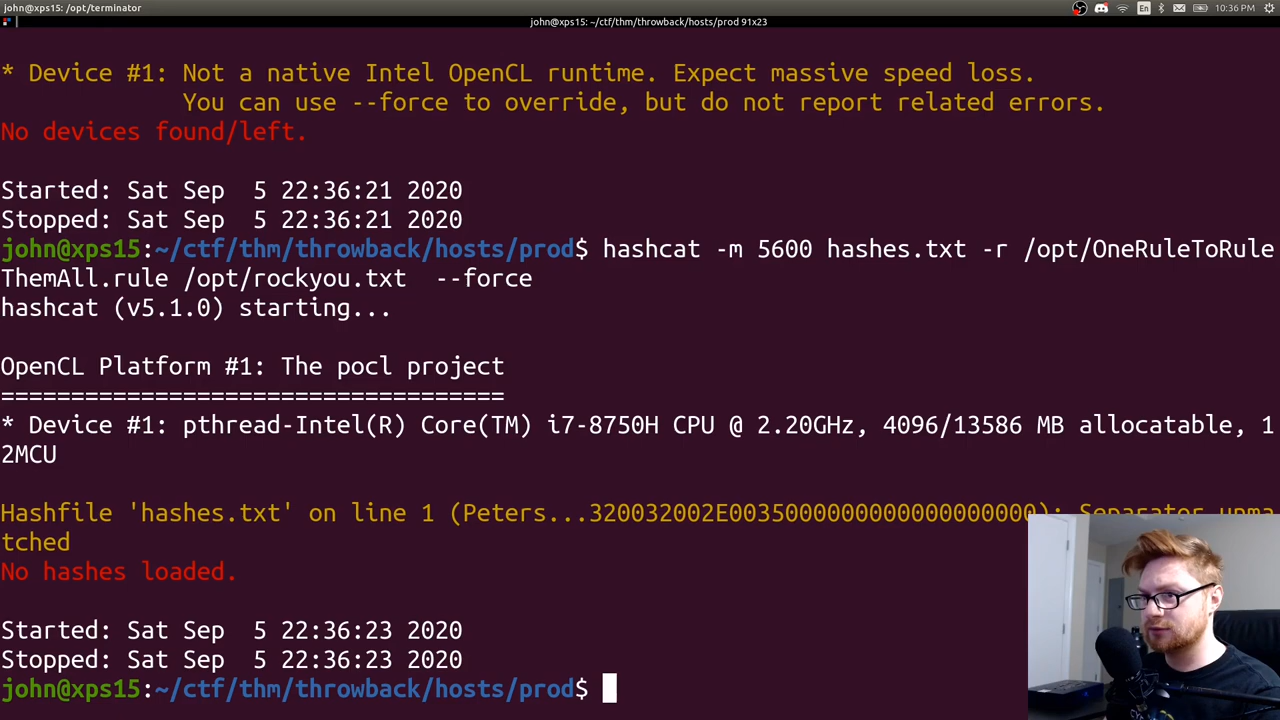 john@xps15: /opt/terminator
En
10:36 PM
john@xps15: ~/ctf/thm/throwback/hosts/prod 91x23
* Device #1: Not a native Intel OpenCL runtime. Expect massive speed loss.
You can use --force to override, but do not report related errors.
No devices found/left.
Started: Sat Sep  5 22:36:21 2020
Stopped: Sat Sep  5 22:36:21 2020
john@xps15:~/ctf/thm/throwback/hosts/prod$ hashcat -m 5600 hashes.txt -r /opt/OneRuleToRule
ThemAll.rule /opt/rockyou.txt  --force
hashcat (v5.1.0) starting...
OpenCL Platform #1: The pocl project
====================================
* Device #1: pthread-Intel(R) Core(TM) i7-8750H CPU @ 2.20GHz, 4096/13586 MB allocatable, 1
2MCU
Hashfile 'hashes.txt' on line 1 (Peters...320032002E003500000000000000000000): Separator unma
tched
No hashes loaded.
Started: Sat Sep  5 22:36:23 2020
Stopped: Sat Sep  5 22:36:23 2020
john@xps15:~/ctf/thm/throwback/hosts/prod$